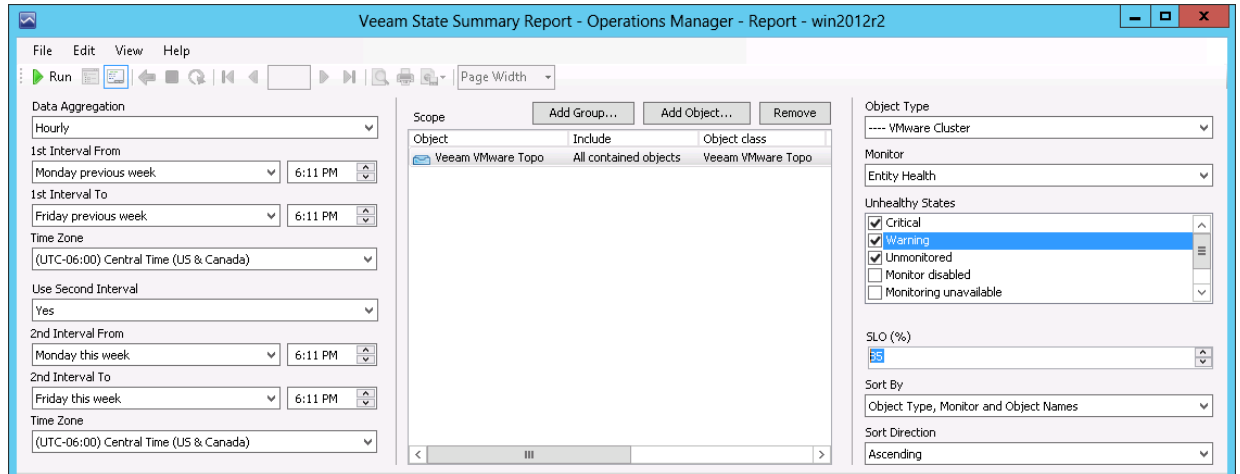 Veeam State Summary Report - Operations Manager - Report - win2012r2
File Edit View Help
Run Page Width
Data Aggregation
Hourly
1st Interval From
Monday previous week 6:11 PM
1st Interval To
Friday previous week 6:11 PM
Time Zone
(UTC-06:00) Central Time (US & Canada)
Use Second Interval
Yes
2nd Interval From
Monday this week 6:11 PM
2nd Interval To
Friday this week 6:11 PM
Time Zone
(UTC-06:00) Central Time (US & Canada)
Scope Add Group... Add Object... Remove
Object Include Object class
Veeam VMware Topo All contained objects Veeam VMware Topo
Object Type
---- VMware Cluster
Monitor
Entity Health
Unhealthy States
Critical
Warning
Unmonitored
Monitor disabled
Monitoring unavailable
SLO (%)
Sort By
Object Type, Monitor and Object Names
Sort Direction
Ascending